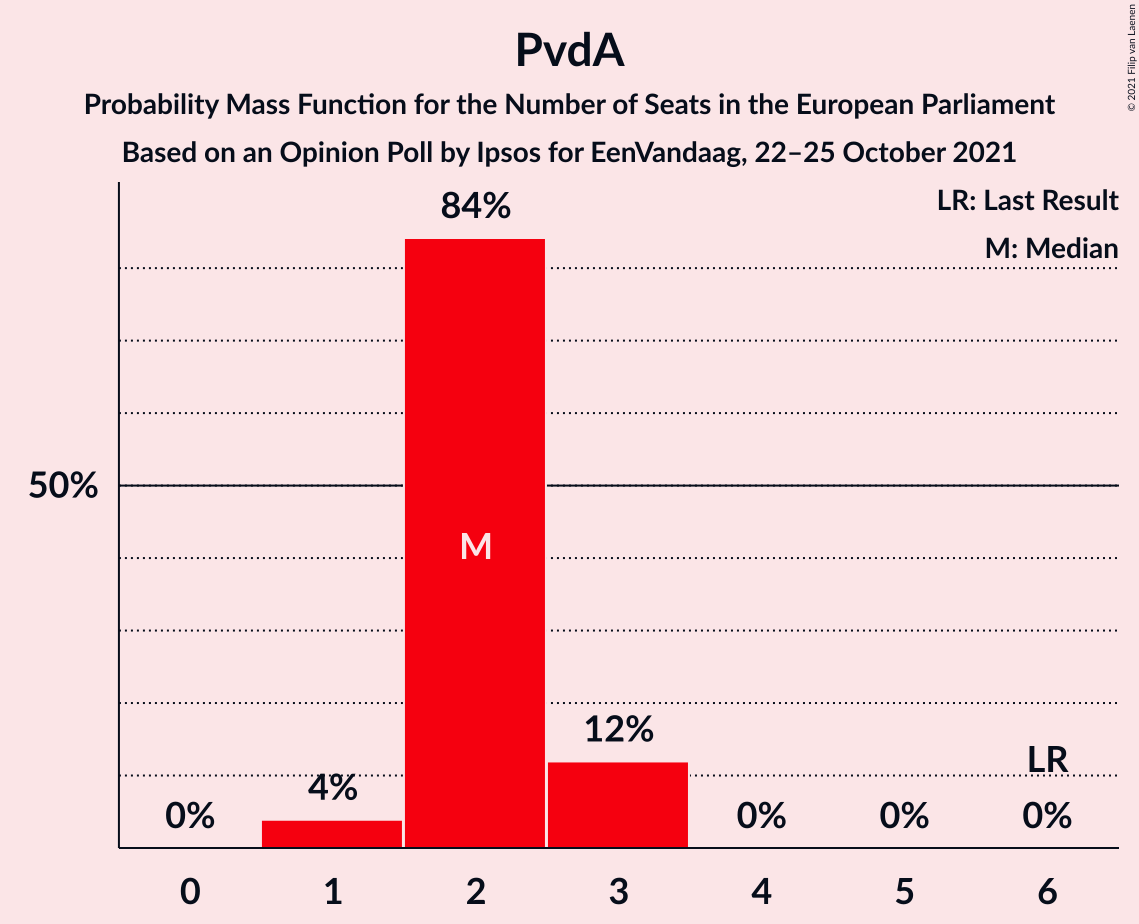 PvdA
Probability Mass Function for the Number of Seats in the European Parliament
Based on an Opinion Poll by Ipsos for EenVandaag, 22–25 October 2021
© 2021 Filip van Laenen
LR: Last Result
M: Median
84%
50%
M
12%
LR
4%
0%
0%
0%
0%
0 1 2 3 4 5 6